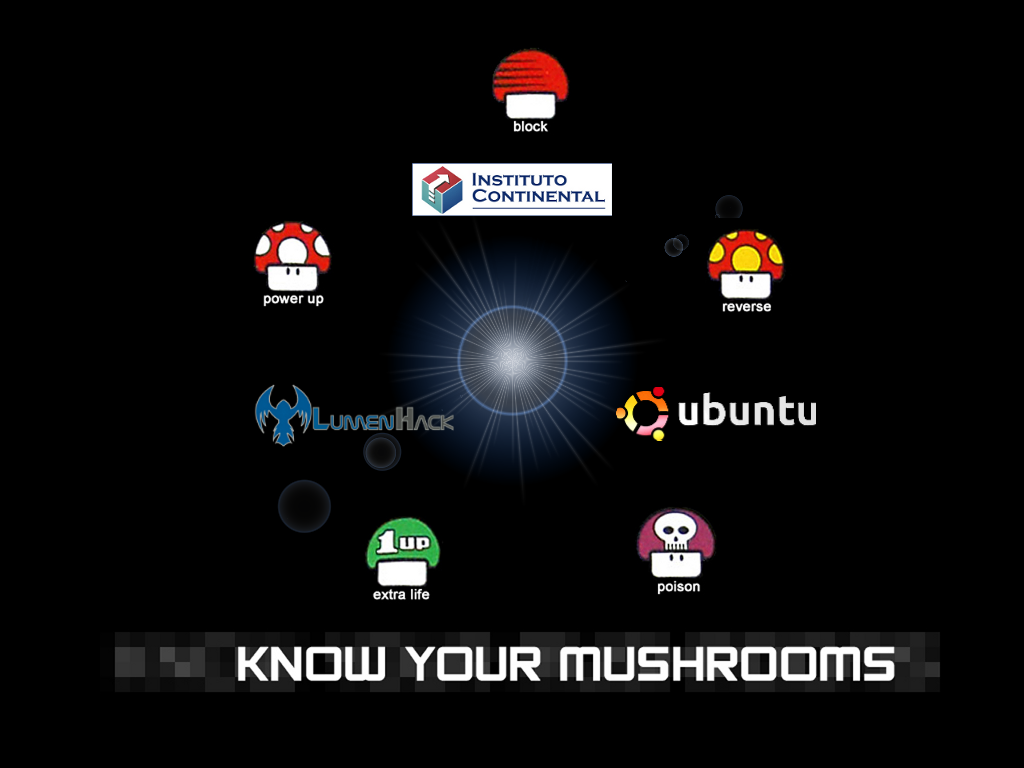 block
INSTITUTO
CONTINENTAL
power up
reverse
LUMENHACK
ubuntu
1UP
extra life
poison
KNOW YOUR MUSHROOMS